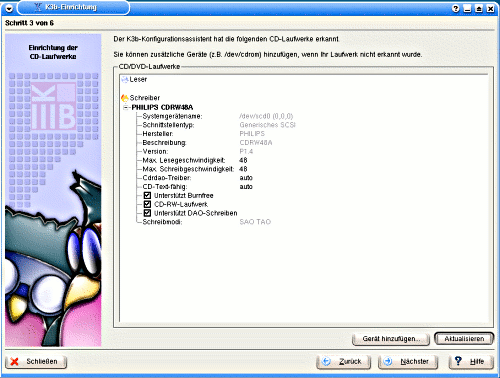 K3b-Einrichtung
Schritt 3 von 6
Einrichtung der
CD-Laufwerke
K3B
Der K3b-Konfigurationsassistent hat die folgenden CD-Laufwerke erkannt.
Sie können zusätzliche Geräte (z.B. /dev/cdrom) hinzufügen, wenn Ihr Laufwerk nicht erkannt wurde.
CD/DVD-Laufwerke
Leser
Schreiber
PHILIPS CDRW48A
Systemgerätename: /dev/scd0 (0,0,0)
Schnittstellentyp: Generisches SCSI
Hersteller: PHILIPS
Beschreibung: CDRW48A
Version: P1.4
Max. Lesegeschwindigkeit: 48
Max. Schreibgeschwindigkeit: 48
Cdrdao-Treiber: auto
CD-Text-fähig: auto
Unterstützt Burnfree
CD-RW-Laufwerk
Unterstützt DAO-Schreiben
Schreibmodi: SAO TAO
Gerät hinzufügen... Aktualisieren
Schließen Zurück Nächster Hilfe